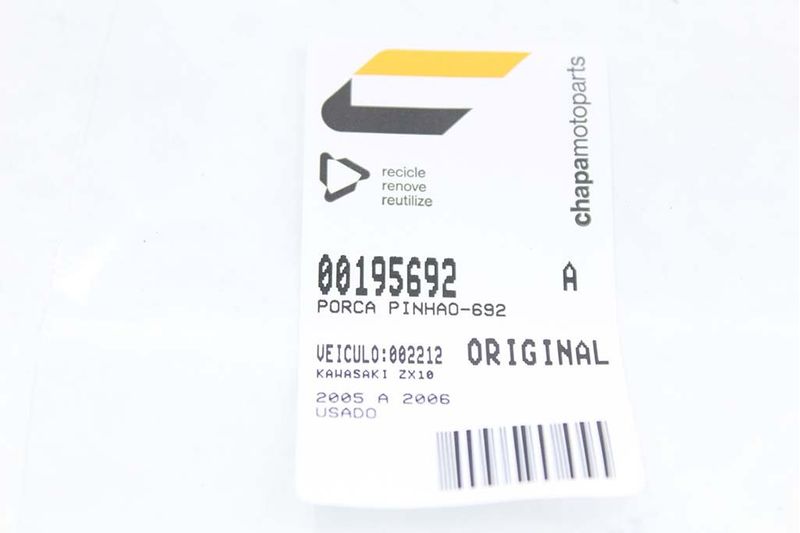 chapamotoparts
recicle
renove
reutilize
00195692 A
PORCA PINHAO-692
VEICULO:002212 ORIGINAL
KAWASAKI ZX10
2005 A 2006
USADO